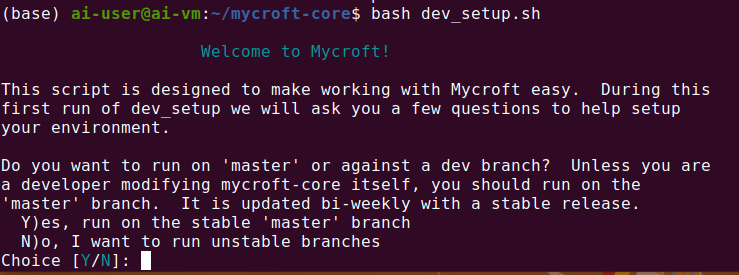 (base) ai-user@ai-vm:~/mycroft-core$ bash dev_setup.sh
Welcome to Mycroft!
This script is designed to make working with Mycroft easy.  During this
first run of dev_setup we will ask you a few questions to help setup
your environment.
Do you want to run on 'master' or against a dev branch?  Unless you are
a developer modifying mycroft-core itself, you should run on the
'master' branch.  It is updated bi-weekly with a stable release.
Y)es, run on the stable 'master' branch
N)o, I want to run unstable branches
Choice [Y/N]: